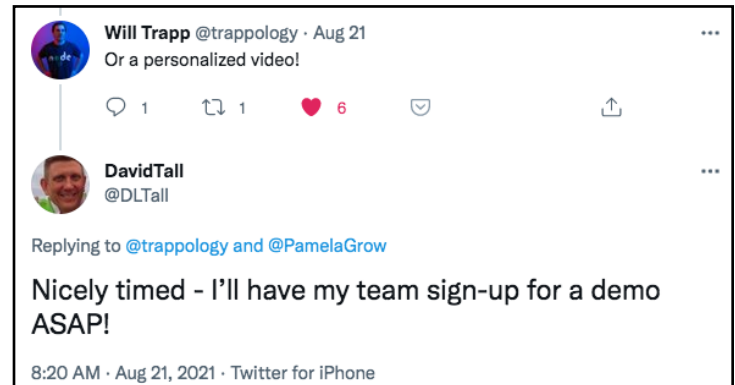 Will Trapp @trappology · Aug 21
Or a personalized video!
1 1 6
DavidTall
@DLTall
Replying to @trappology and @PamelaGrow
Nicely timed - I'll have my team sign-up for a demo
ASAP!
8:20 AM · Aug 21, 2021 · Twitter for iPhone